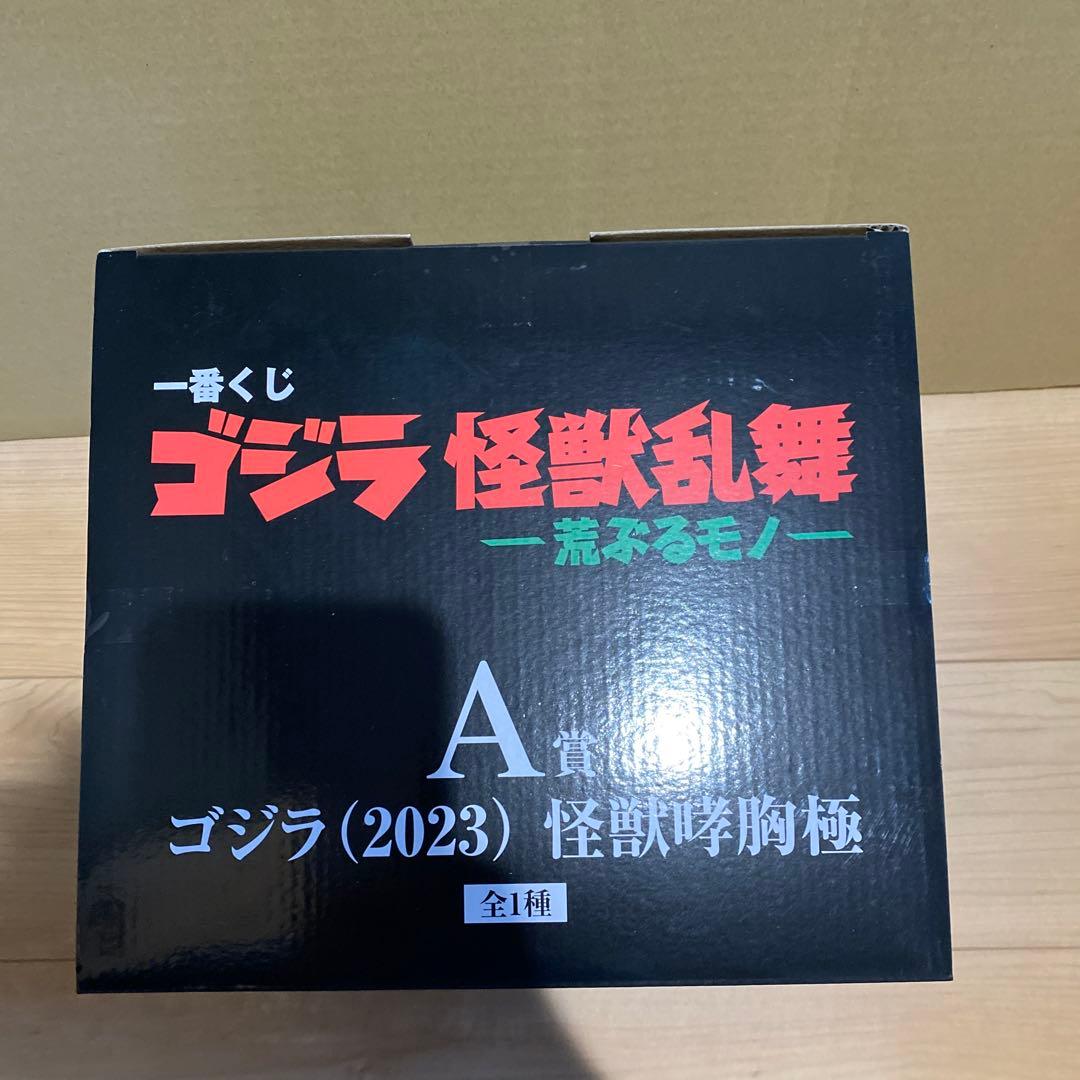 一番くじ
ゴジラ 怪獣乱舞
―荒ぶるモノ―
A賞
ゴジラ（2023） 怪獣哮胸極
全1種